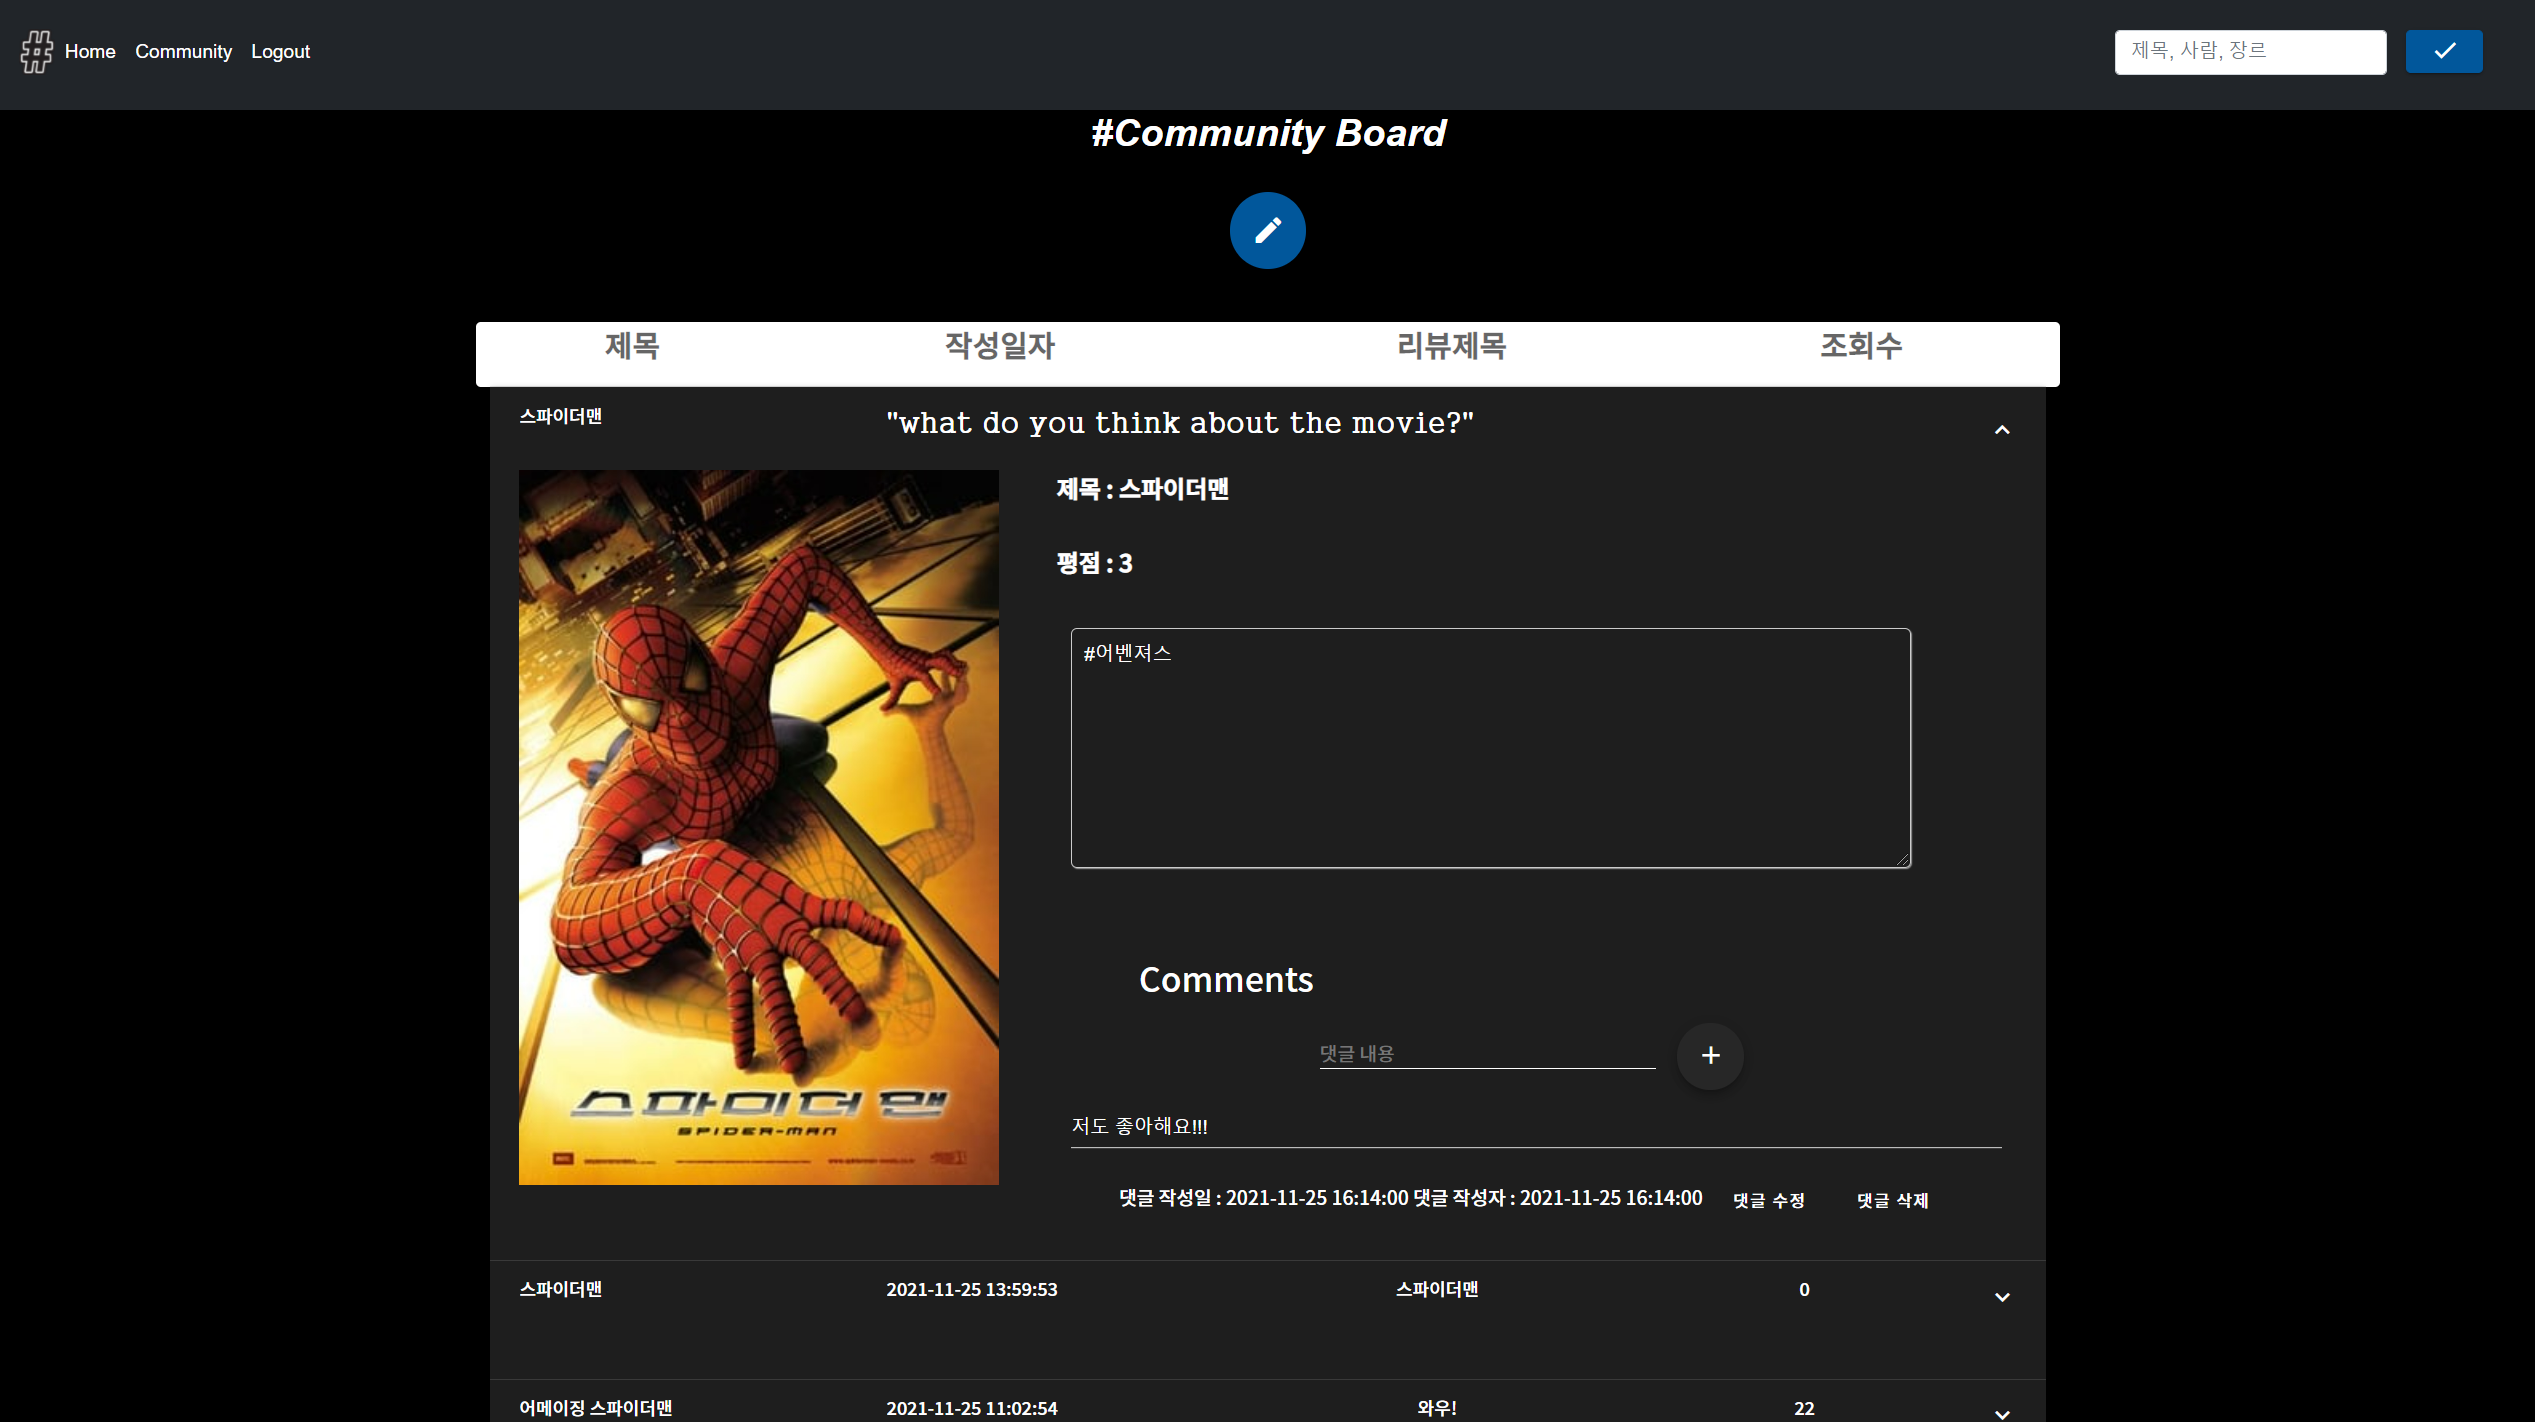 # Home Community Logout 제목, 사람, 장르
#Community Board
제목 작성일자 리뷰제목 조회수
스파이더맨 "what do you think about the movie?"
제목 : 스파이더맨
평점 : 3
#어벤져스
Comments
댓글 내용 +
스파이더맨
SPIDER-MAN
저도 좋아해요!!!
댓글 작성일 : 2021-11-25 16:14:00 댓글 작성자 : 2021-11-25 16:14:00 댓글 수정 댓글 삭제
스파이더맨 2021-11-25 13:59:53 스파이더맨 0
어메이징 스파이더맨 2021-11-25 11:02:54 와우! 22